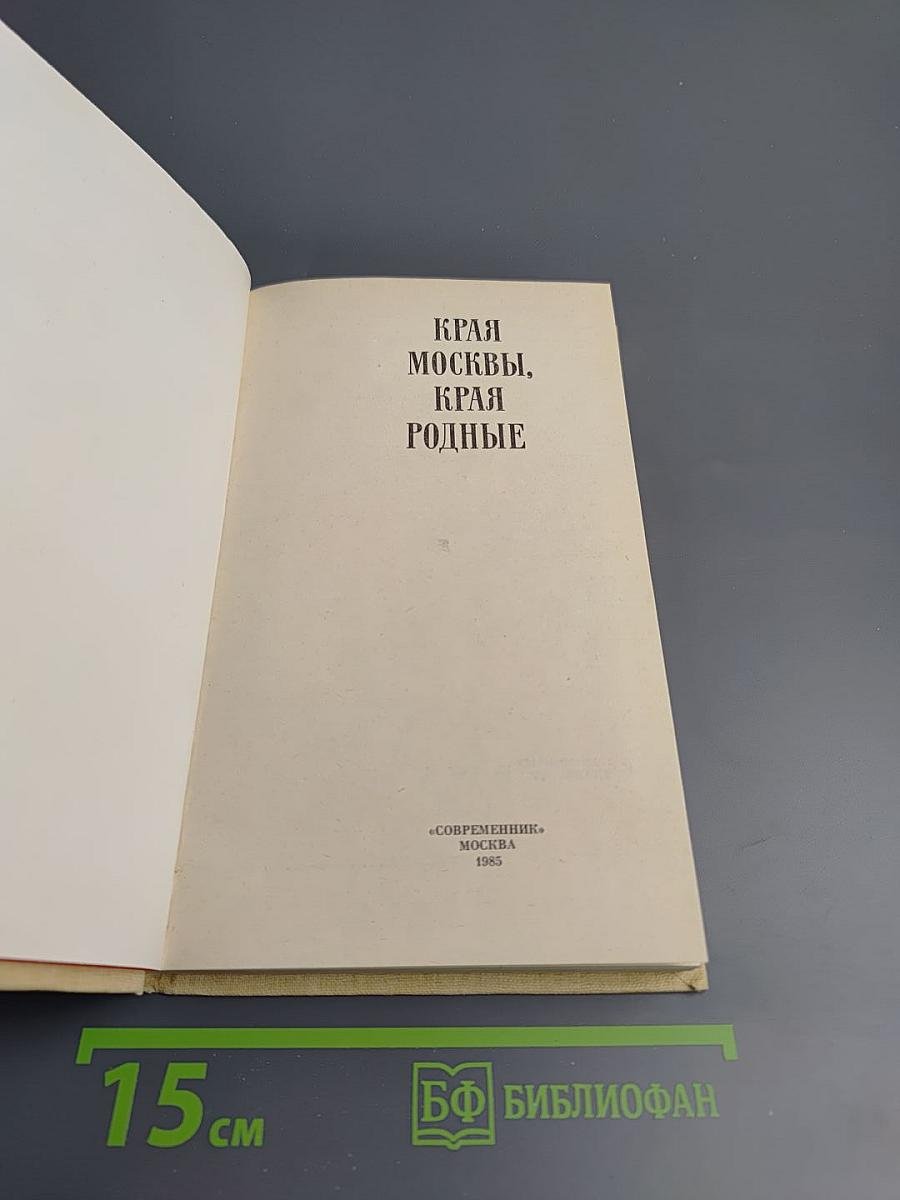 КРАЯ
МОСКВЫ,
КРАЯ
РОДНЫЕ
«СОВРЕМЕННИК»
МОСКВА
1985
15 см
БФ БИБЛИОФАН